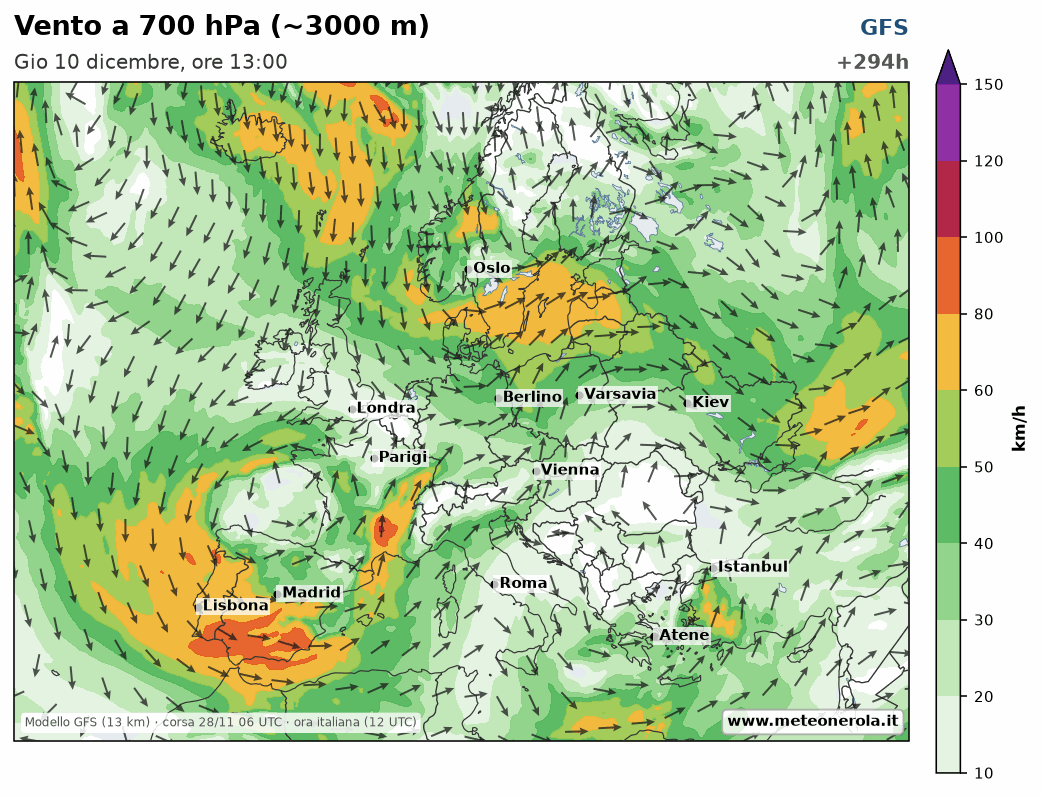 Vento a 700 hPa (~3000 m)
GFS
Gio 10 dicembre, ore 13:00
+294h
150
120
100
80
60
50
40
30
20
10
km/h
Oslo
Londra
Berlino
Varsavia
Kiev
Parigi
Vienna
Istanbul
Roma
Madrid
Lisbona
Atene
Modello GFS (13 km) · corsa 28/11 06 UTC · ora italiana (12 UTC)
www.meteonerola.it